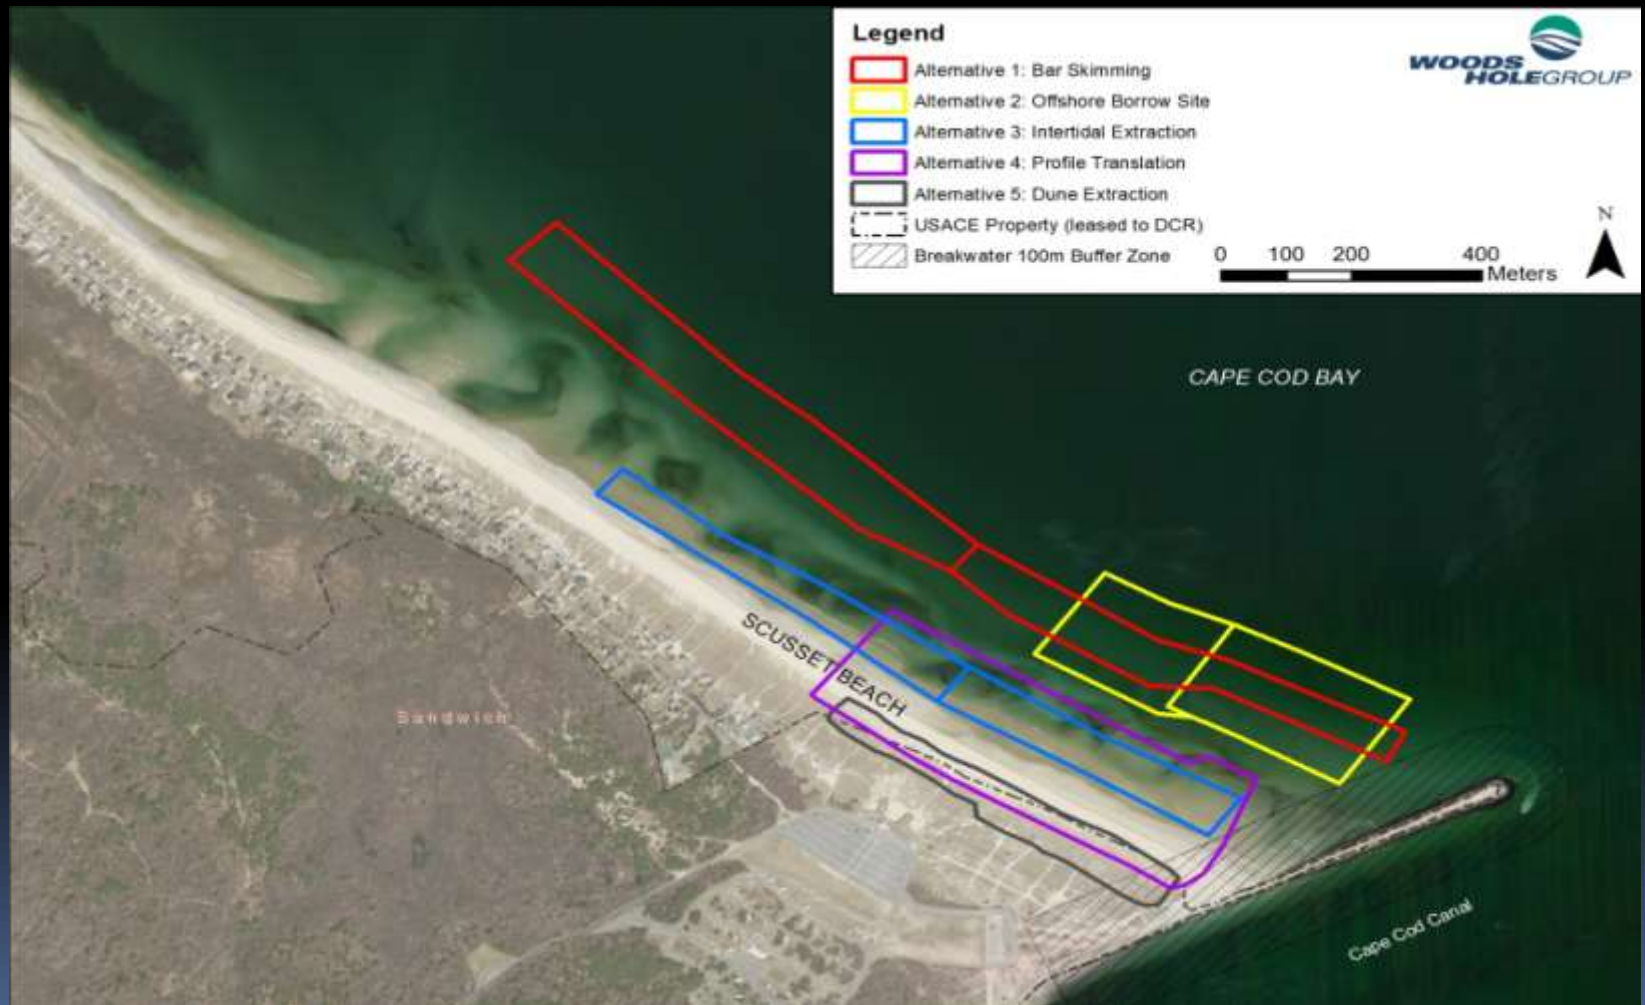 Legend
Alternative 1: Bar Skimming
Alternative 2: Offshore Borrow Site
Alternative 3: Intertidal Extraction
Alternative 4: Profile Translation
Alternative 5: Dune Extraction
USACE Property (leased to DCR)
Breakwater 100m Buffer Zone
WOODS
HOLEGROUP
N
0 100 200 400
Meters
CAPE COD BAY
SCUSSET BEACH
Sandwich
Cape Cod Canal